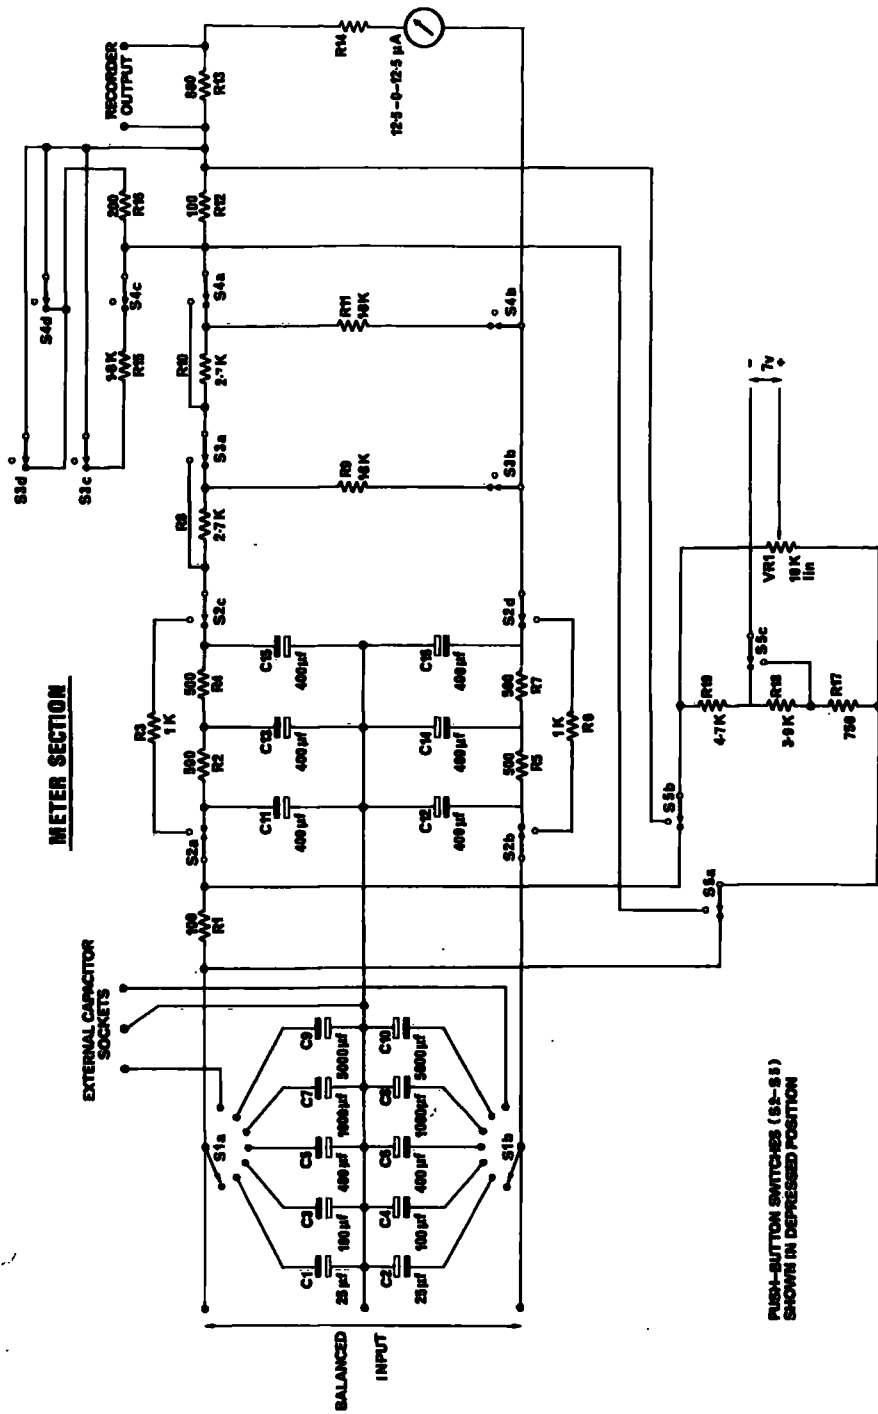 METER SECTION
EXTERNAL CAPACITOR
SOCKETS
BALANCED
INPUT
RECORDER
OUTPUT
S1a
S1b
C1
25µf
C2
25µf
C3
100µf
C4
100µf
C5
400µf
C6
400µf
C7
1000µf
C8
1000µf
C9
5000µf
C10
5000µf
100
R1
S2a
S2b
R3
1K
500
R2
500
R4
C11
400µf
C12
400µf
C13
400µf
C14
400µf
C15
400µf
C16
400µf
500
R5
500
R7
1K
R6
S2c
S2d
R8
2·7K
S3a
R9
18K
S3b
R10
2·7K
S4a
R11
18K
S4b
S3d
S3c
S4d
S4c
R15
200
R16
100
R12
R13
R14
12·5–0–12·5 µA
S5a
S5b
S5c
4·7K
R19
3·9K
R18
750
R17
VR1
10K
lin
–
7v
+
PUSH-BUTTON SWITCHES (S2–S5)
SHOWN IN DEPRESSED POSITION